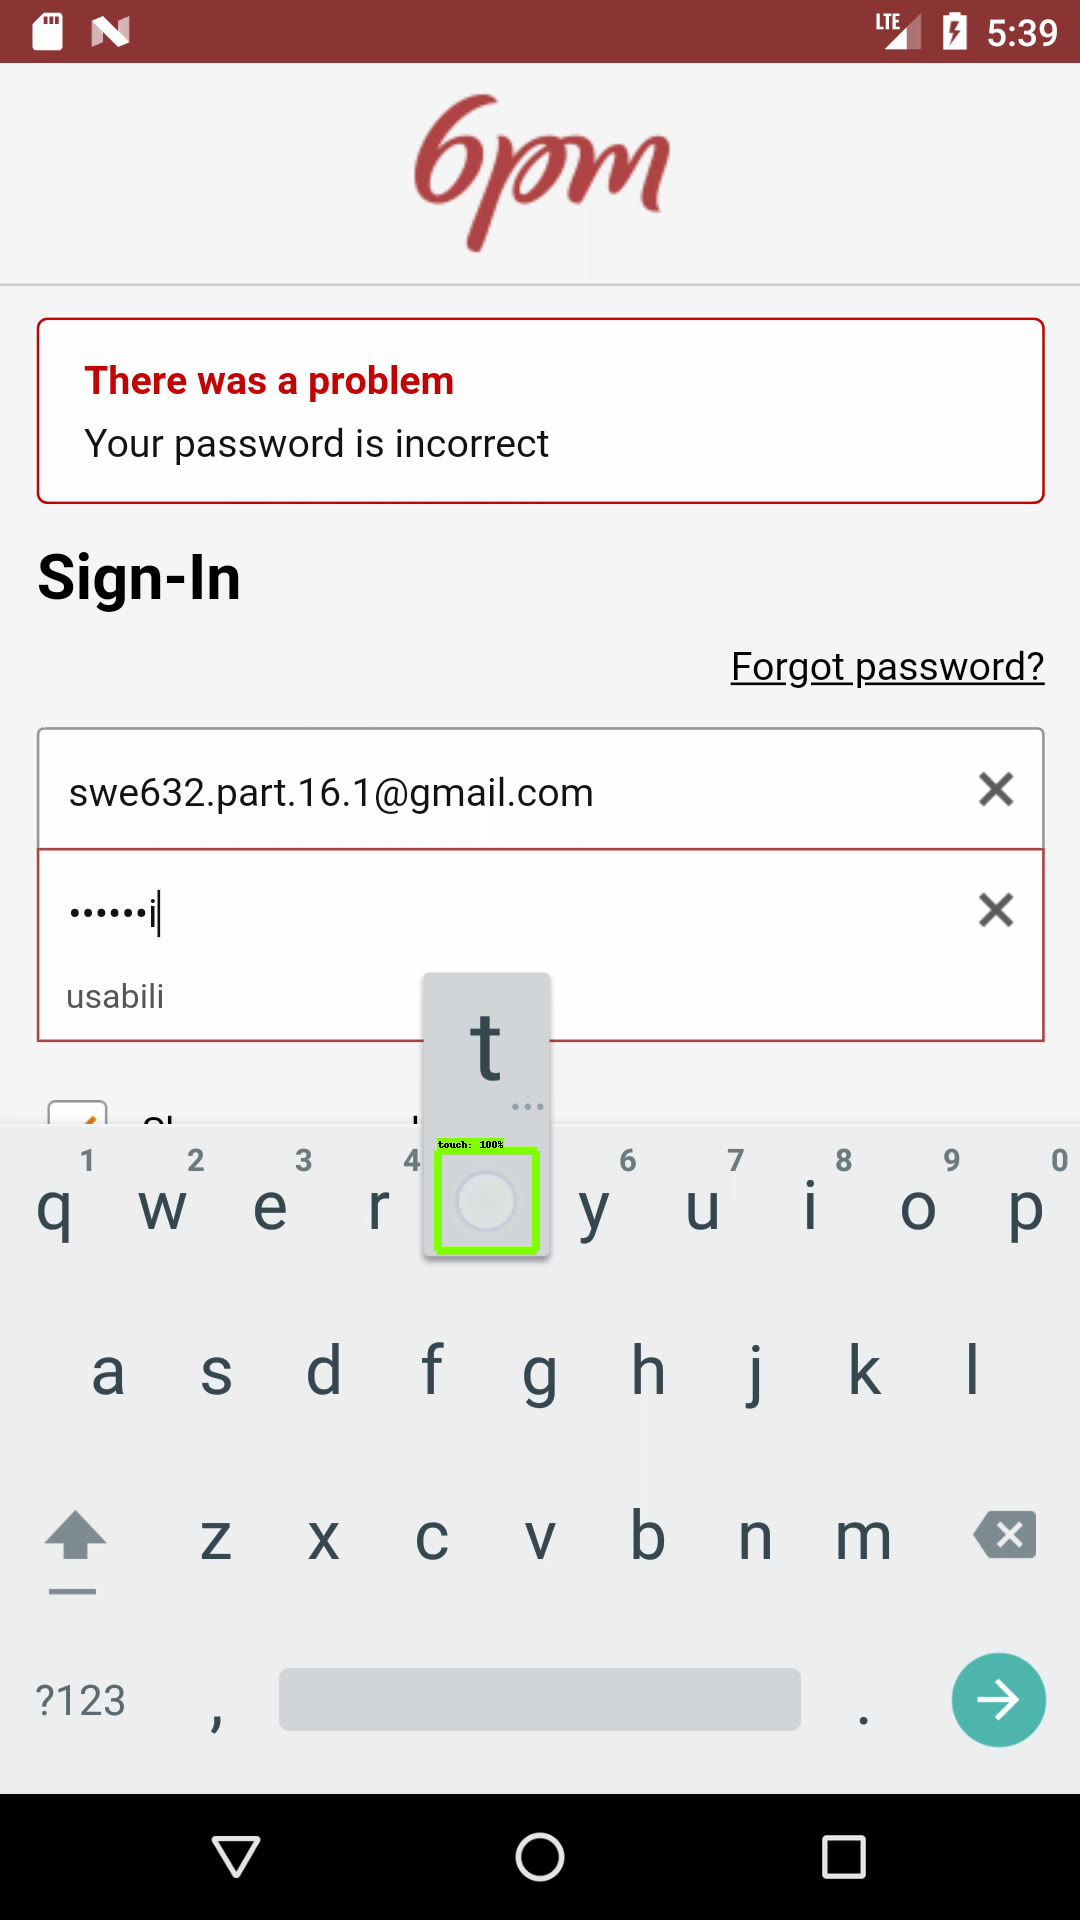 LTE 5:39
6pm
There was a problem
Your password is incorrect
Sign-In
Forgot password?
swe632.part.16.1@gmail.com
••••••i
usabili
t
touch: 100%
1 2 3 4 6 7 8 9 0
q w e r y u i o p
a s d f g h j k l
z x c v b n m
?123 , .